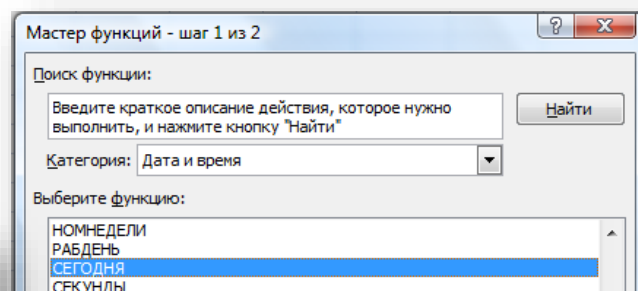 Мастер функций - шаг 1 из 2
Поиск функции:
Введите краткое описание действия, которое нужно
выполнить, и нажмите кнопку "Найти"
Найти
Категория: Дата и время
Выберите функцию:
НОМНЕДЕЛИ
РАБДЕНЬ
СЕГОДНЯ
СЕКУНДЫ